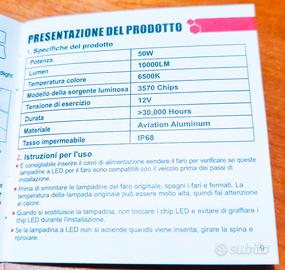 PRESENTAZIONE DEL PRODOTTO
1. Specifiche del prodotto
Potenza 50W
Lumen 10000LM
Temperatura colore 6500K
Modello della sorgente luminosa 3570 Chips
Tensione di esercizio 12V
Durata >30,000 Hours
Materiale Aviation Aluminum
Tasso impermeabile IP68
2. Istruzioni per l'uso
E consigliabile inserire il cavo di alimentazione eendere il faro per verificare se queste
lampadine a LED per il faro sono compatibili con il veicolo prima dei passi di
installazione.
Prima di smontare le lampadine del faro originale, spegni i fari e fermati. La
temperatura della lampada originale può essere molto alta, quindi fai attenzione
al calore.
Quando si sostituisce la lampadina, non toccare i chip LED e evitare di graffiare i
chip LED durante l'installazione.
Se la lampadina a LED non si accende quando viene inserita, girare la spina e
riprovare.
subito